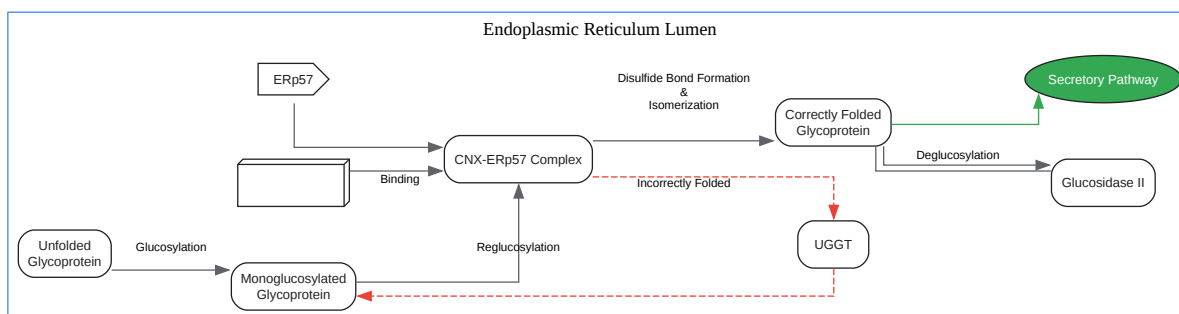 Endoplasmic Reticulum Lumen
ERp57
Disulfide Bond Formation
&
Isomerization
Secretory Pathway
Correctly Folded
Glycoprotein
CNX-ERp57 Complex
Deglucosylation
Binding
Incorrectly Folded
Glucosidase II
Unfolded
Glycoprotein
Glucosylation
Reglucosylation
UGGT
Monoglucosylated
Glycoprotein